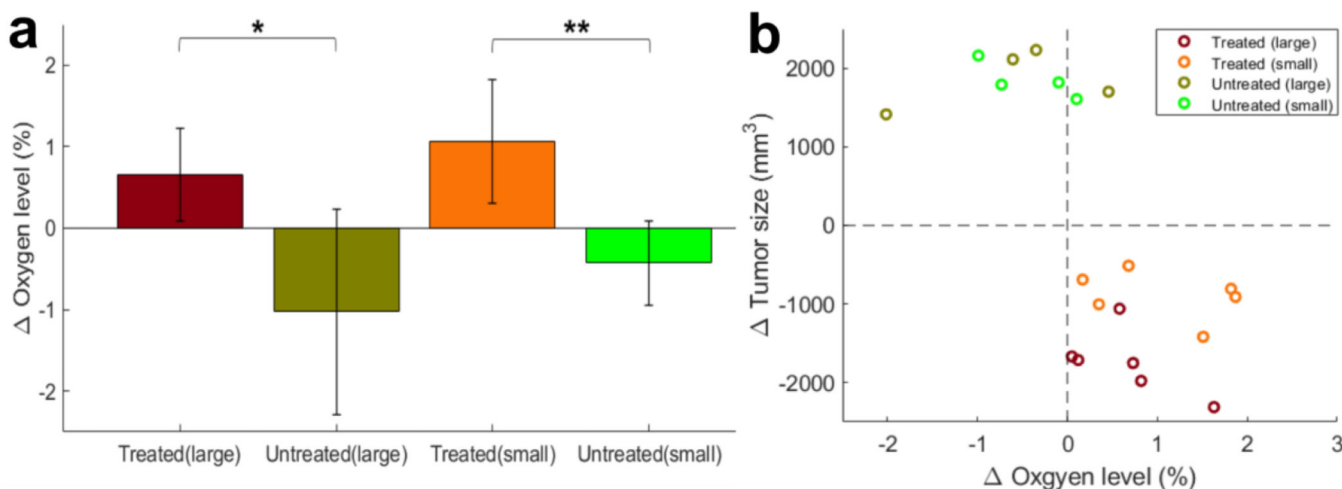 a
* **
2
1
0
-1
-2
Δ Oxygen level (%)
Treated(large) Untreated(large) Treated(small) Untreated(small)
b
Treated (large)
Treated (small)
Untreated (large)
Untreated (small)
2000
1000
0
-1000
-2000
Δ Tumor size (mm³)
-2 -1 0 1 2 3
Δ Oxgyen level (%)